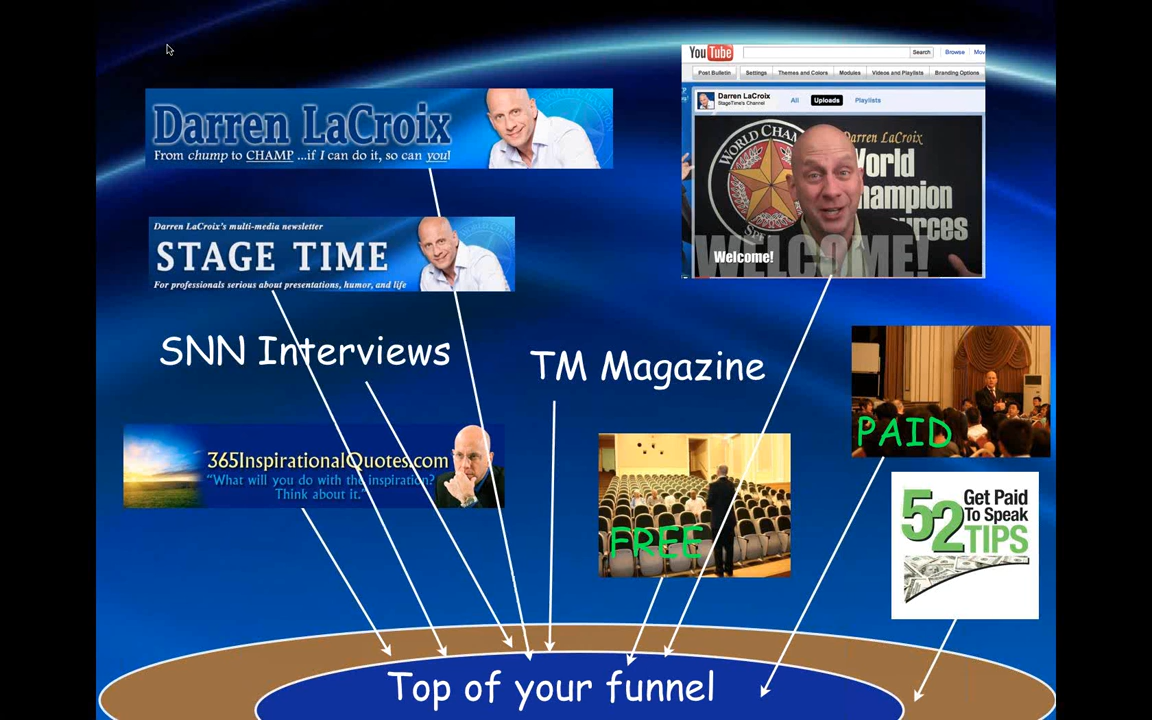 Darren LaCroix
From chump to CHAMP ...if I can do it, so can you!
Darren LaCroix's multi-media newsletter
STAGE TIME
For professionals serious about presentations, humor, and life
SNN Interviews
365InspirationalQuotes.com
"What will you do with the inspiration?
Think about it."
TM Magazine
FREE
YouTube
Search
Browse
Post Bulletin
Settings
Themes and Colors
Modules
Videos and Playlists
Branding Options
Darren LaCroix
StageTime's Channel
All
Uploads
Playlists
WORLD CHAM
Darren LaCroix
World
hampion
urces
WELCOME!
Welcome!
PAID
52 Get Paid
To Speak
TIPS
Top of your funnel